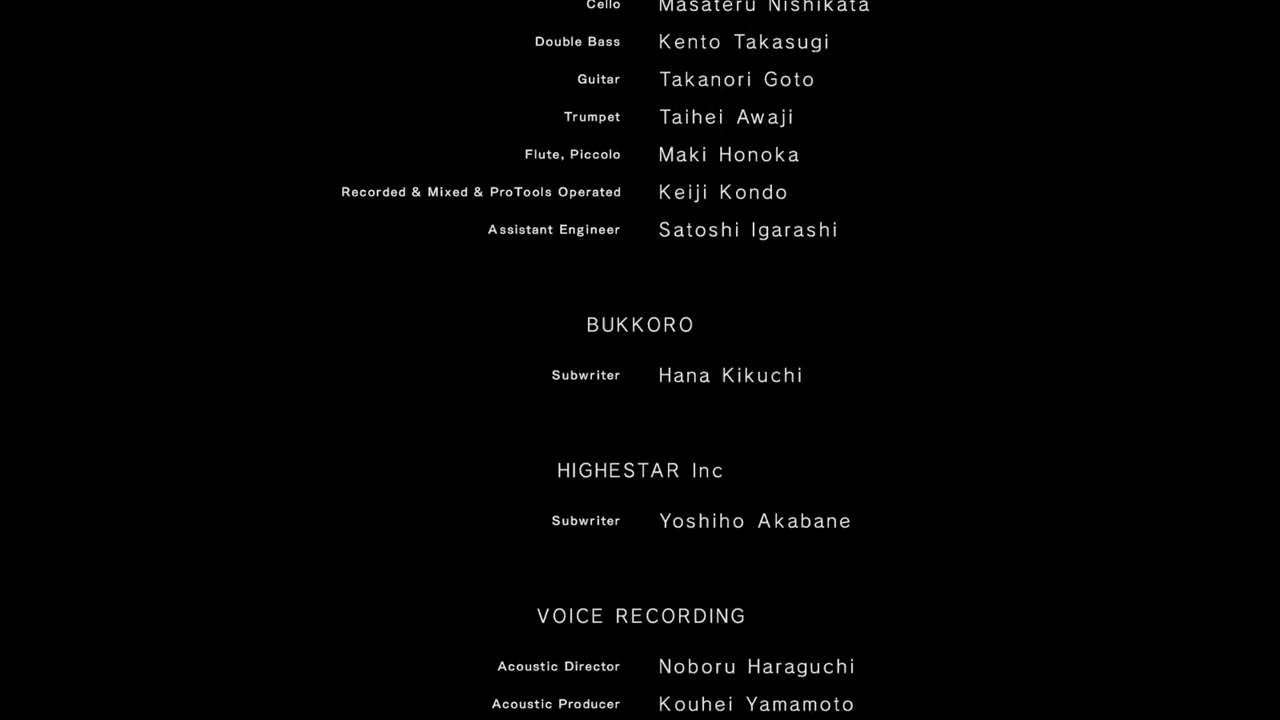 Cello Masateru Nishikata
Double Bass Kento Takasugi
Guitar Takanori Goto
Trumpet Taihei Awaji
Flute, Piccolo Maki Honoka
Recorded & Mixed & ProTools Operated Keiji Kondo
Assistant Engineer Satoshi Igarashi
BUKKORO
Subwriter Hana Kikuchi
HIGHESTAR Inc
Subwriter Yoshiho Akabane
VOICE RECORDING
Acoustic Director Noboru Haraguchi
Acoustic Producer Kouhei Yamamoto